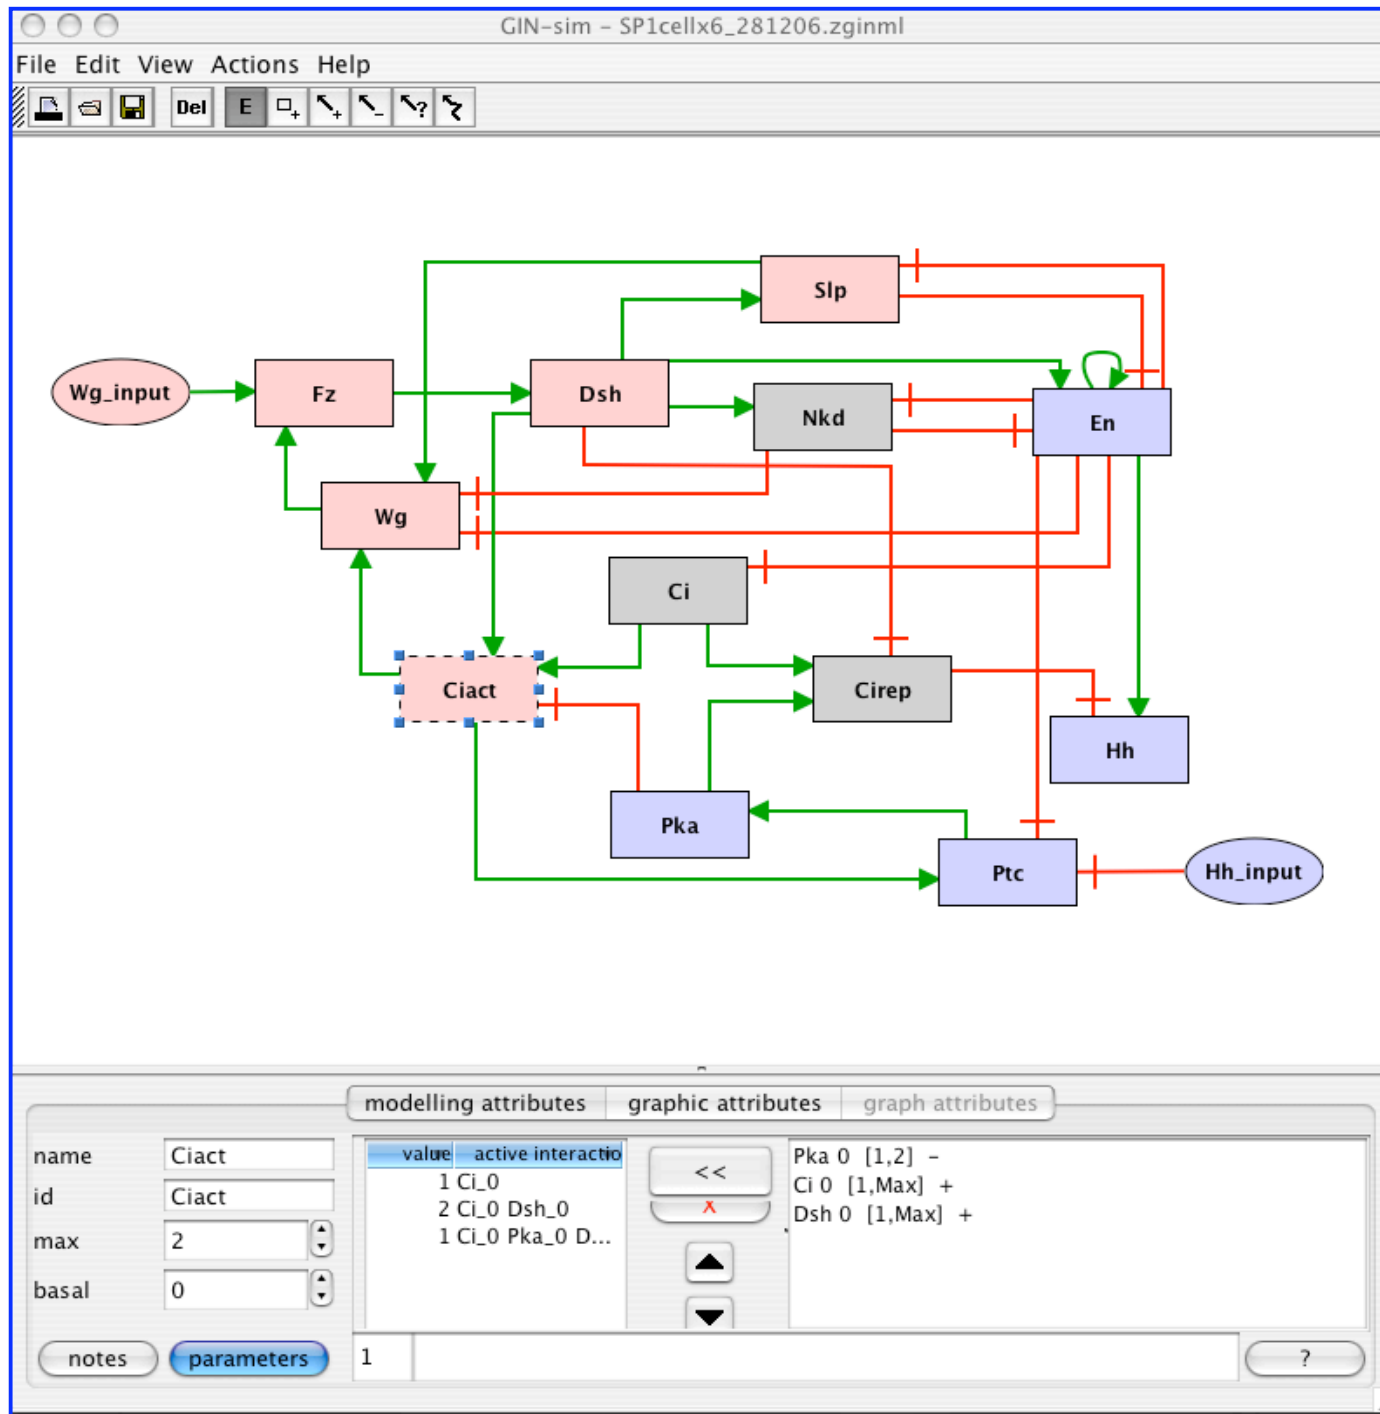 GIN-sim – SP1cellx6_281206.zginml
File Edit View Actions Help
Del E + + - ?
Slp
Wg_input
Fz
Dsh
Nkd
En
Wg
Ci
Ciact
Cirep
Hh
Pka
Ptc
Hh_input
modelling attributes graphic attributes graph attributes
name Ciact
id Ciact
max 2
basal 0
notes parameters
value active interactio
1 Ci_0
2 Ci_0 Dsh_0
1 Ci_0 Pka_0 D...
<<
X
Pka 0 [1,2] -
Ci 0 [1,Max] +
Dsh 0 [1,Max] +
1
?